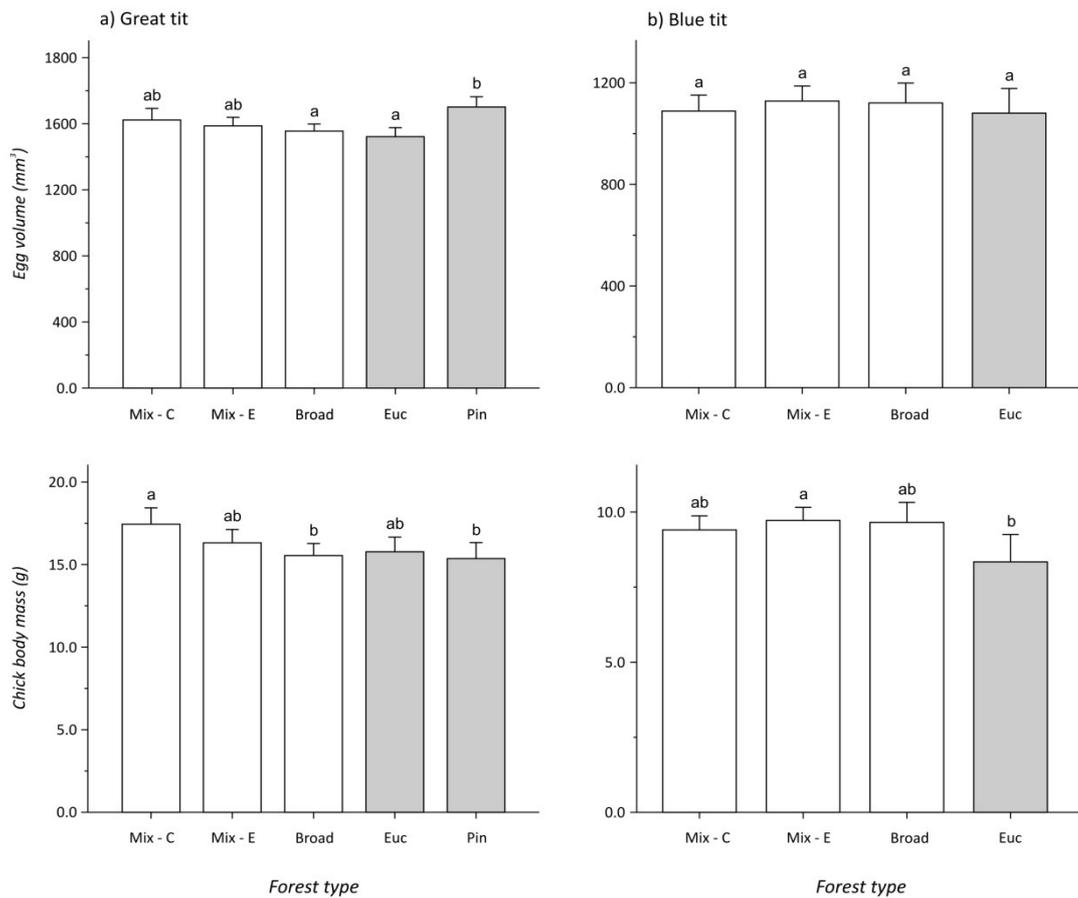 a) Great tit
b) Blue tit
Egg volume (mm³)
1800
1600
1200
800
400
0.0
ab
ab
a
a
b
Mix - C
Mix - E
Broad
Euc
Pin
1200
800
400
0.0
a
a
a
a
Mix - C
Mix - E
Broad
Euc
Chick body mass (g)
20.0
15.0
10.0
5.0
0.0
a
ab
b
ab
b
Mix - C
Mix - E
Broad
Euc
Pin
10.0
5.0
0.0
ab
a
ab
b
Mix - C
Mix - E
Broad
Euc
Forest type
Forest type